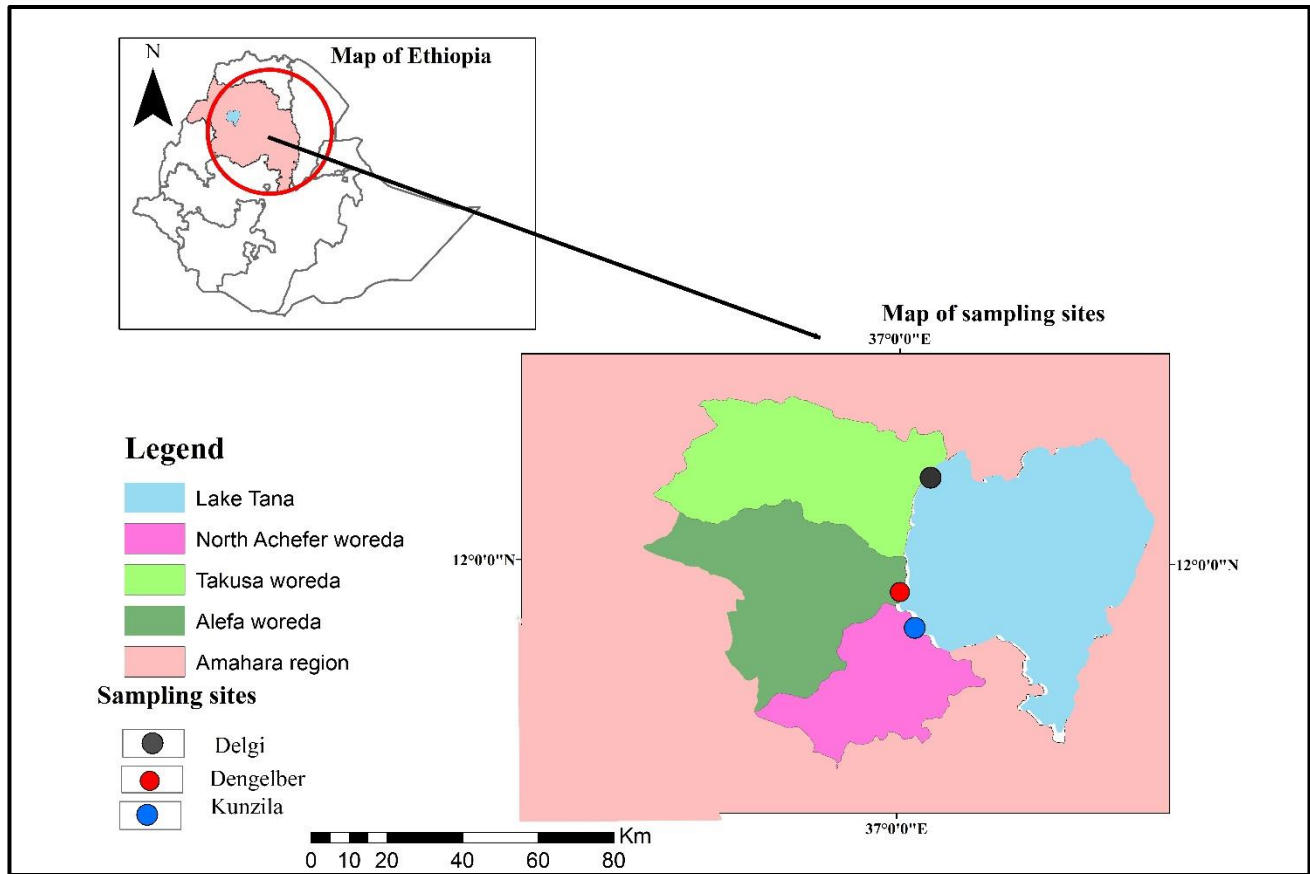 N
Map of Ethiopia
Map of sampling sites
37°0'0"E
12°0'0"N
12°0'0"N
37°0'0"E
Legend
Lake Tana
North Achefer woreda
Takusa woreda
Alefa woreda
Amahara region
Sampling sites
Delgi
Dengelber
Kunzila
Km
0 10 20 40 60 80